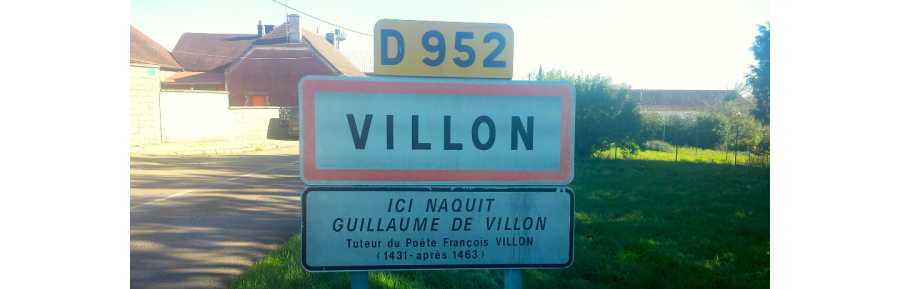 D 952
VILLON
ICI NAQUIT
GUILLAUME DE VILLON
Tuteur du Poète François VILLON
(1431-après 1463)